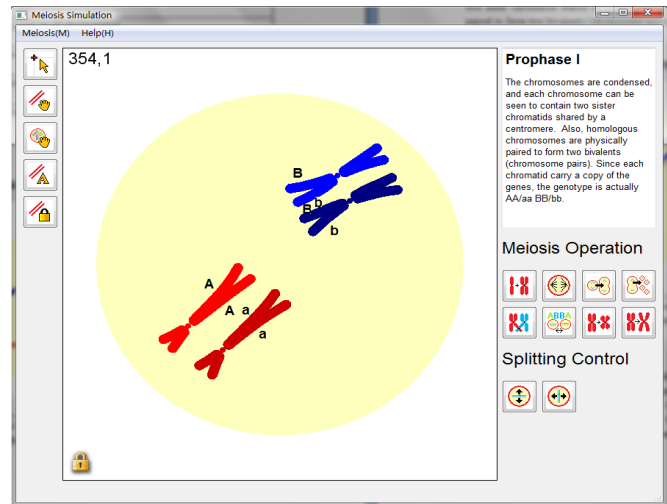 Meiosis Simulation
Meiosis(M) Help(H)
354,1
B
b
B
b
A
A a
a
Prophase I
The chromosomes are condensed,
and each chromosome can be
seen to contain two sister
chromatids shared by a
centromere. Also, homologous
chromosomes are physically
paired to form two bivalents
(chromosome pairs). Since each
chromatid carry a copy of the
genes, the genotype is actually
AA/aa BB/bb.
Meiosis Operation
ABBA
Splitting Control